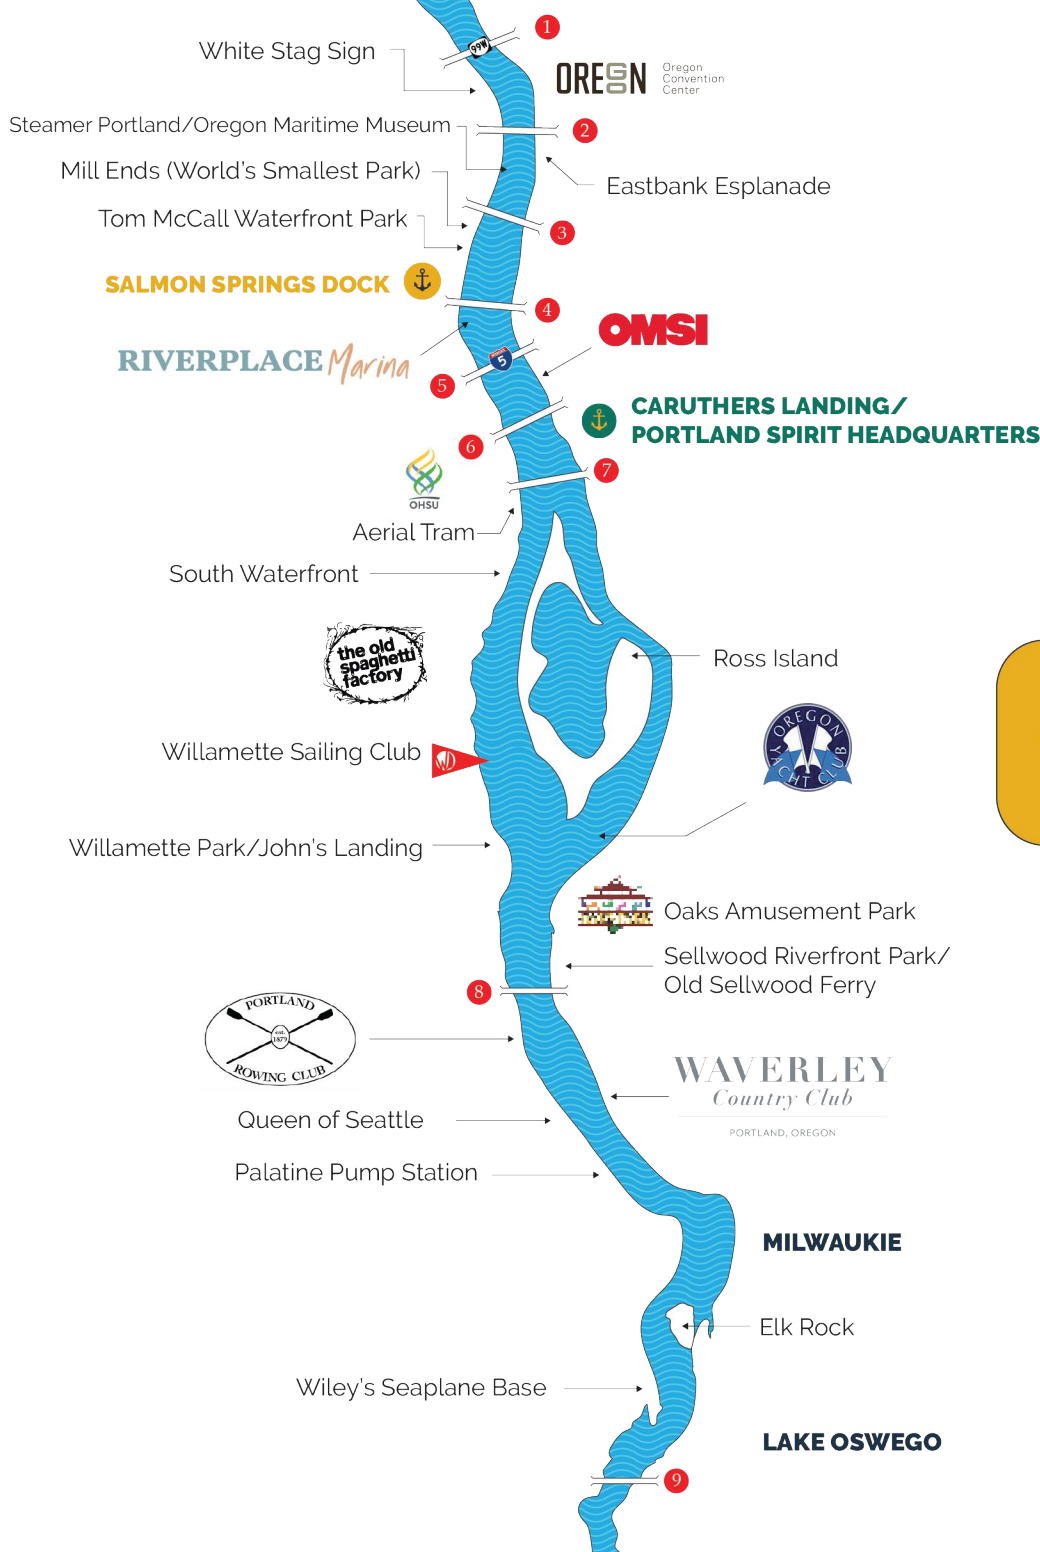 1
99W
White Stag Sign
OREGON
Oregon
Convention
Center
Steamer Portland/Oregon Maritime Museum
2
Mill Ends (World's Smallest Park)
Eastbank Esplanade
Tom McCall Waterfront Park
3
SALMON SPRINGS DOCK
4
OMSI
RIVERPLACE Marina
5
5
CARUTHERS LANDING/
PORTLAND SPIRIT HEADQUARTERS
6
7
OHSU
Aerial Tram
South Waterfront
the old
spaghetti
factory
Ross Island
OREGON
YACHT CLUB
Willamette Sailing Club
Willamette Park/John's Landing
Oaks Amusement Park
Sellwood Riverfront Park/
Old Sellwood Ferry
8
PORTLAND
est.
1879
ROWING CLUB
WAVERLEY
Country Club
PORTLAND, OREGON
Queen of Seattle
Palatine Pump Station
MILWAUKIE
Elk Rock
Wiley's Seaplane Base
LAKE OSWEGO
9